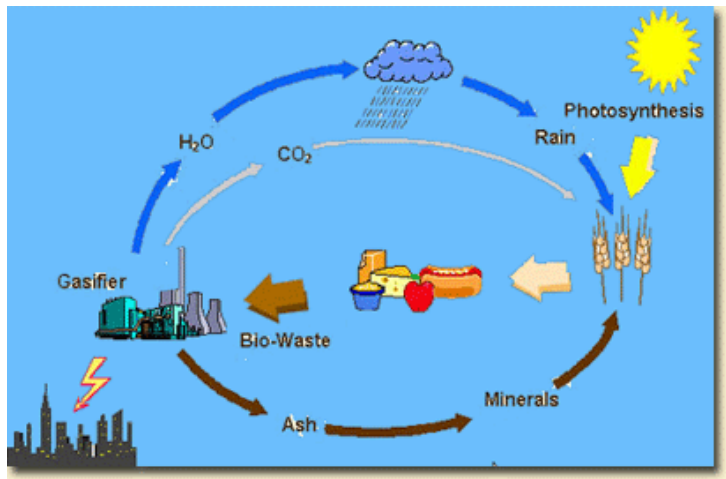 Photosynthesis
H₂O
Rain
CO₂
Gasifier
Bio-Waste
Minerals
Ash